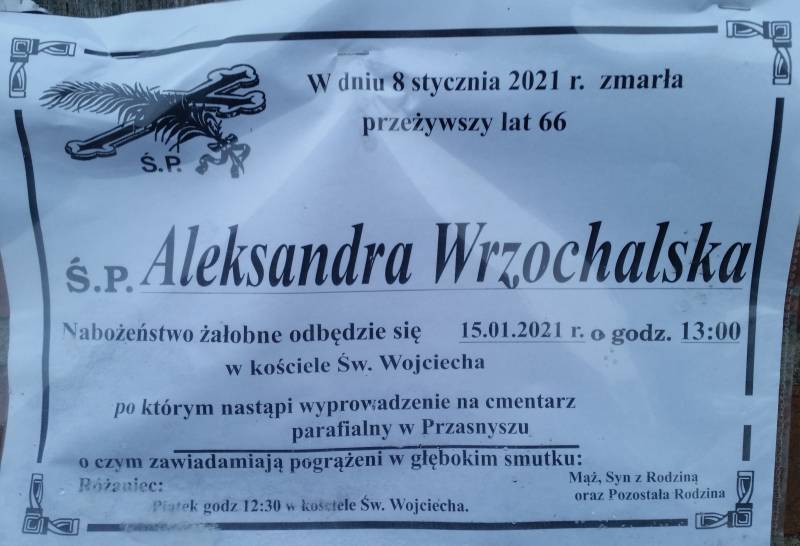 W dniu 8 stycznia 2021 r. zmarła
przeżywszy lat 66
Ś.P.
Ś.P. Aleksandra Wrzochalska
Nabożeństwo żałobne odbędzie się 15.01.2021 r. o godz. 13:00
w kościele Św. Wojciecha
po którym nastąpi wyprowadzenie na cmentarz
parafialny w Przasnyszu
o czym zawiadamiają pogrążeni w głębokim smutku:
Mąż, Syn z Rodziną
oraz Pozostała Rodzina
Różaniec:
Piątek godz 12:30 w kościele Św. Wojciecha.